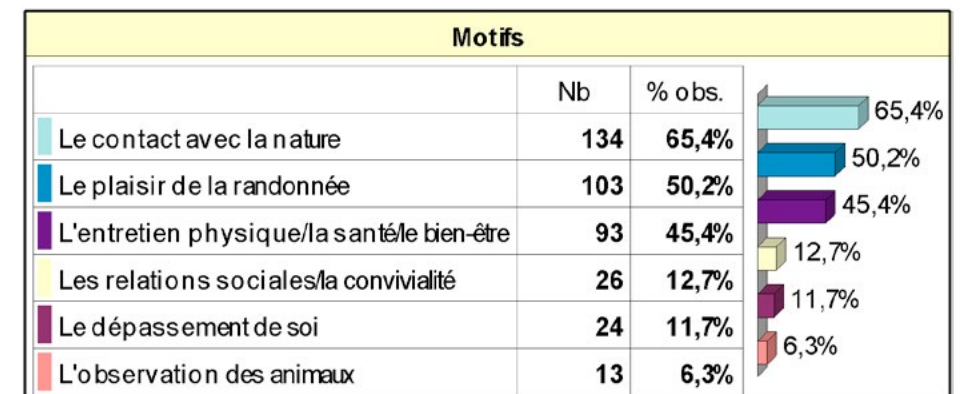 Motifs
Nb % obs.
Le contact avec la nature 134 65,4% 65,4%
Le plaisir de la randonnée 103 50,2% 50,2%
L'entretien physique/la santé/le bien-être 93 45,4% 45,4%
Les relations sociales/la convivialité 26 12,7% 12,7%
Le dépassement de soi 24 11,7% 11,7%
L'observation des animaux 13 6,3% 6,3%